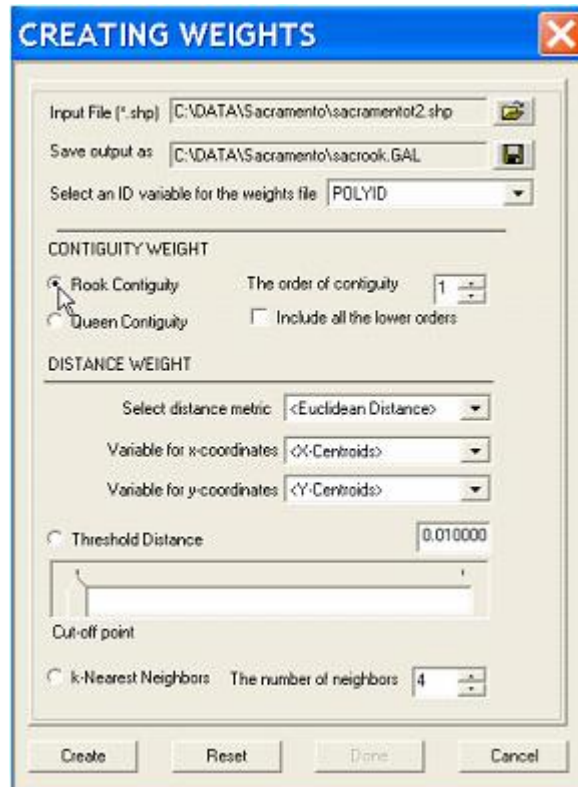 CREATING WEIGHTS
Input File (*.shp) C:\DATA\Sacramento\sacramentot2.shp
Save output as C:\DATA\Sacramento\sacrook.GAL
Select an ID variable for the weights file POLYID
CONTIGUITY WEIGHT
Rook Contiguity The order of contiguity 1
Queen Contiguity Include all the lower orders
DISTANCE WEIGHT
Select distance metric <Euclidean Distance>
Variable for x-coordinates <X-Centroids>
Variable for y-coordinates <Y-Centroids>
Threshold Distance 0.010000
Cut-off point
k-Nearest Neighbors The number of neighbors 4
Create Reset Done Cancel